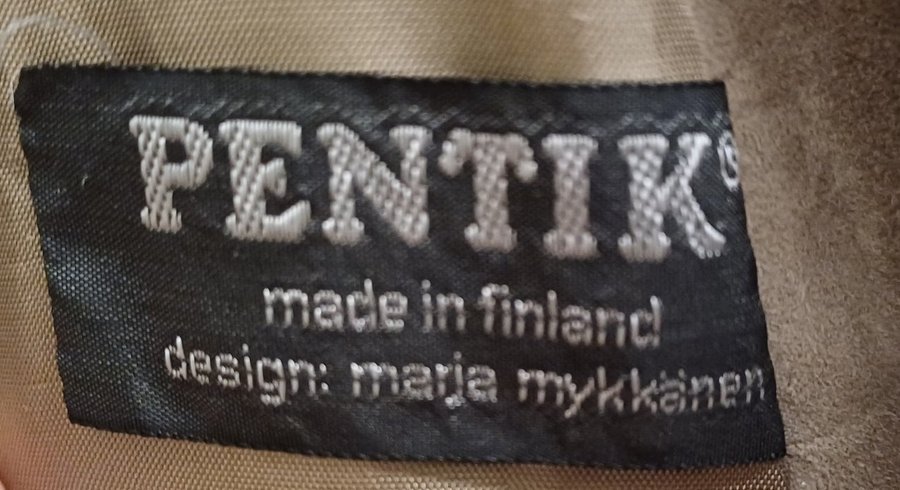 PENTIK®
made in finland
design: marja mykkänen